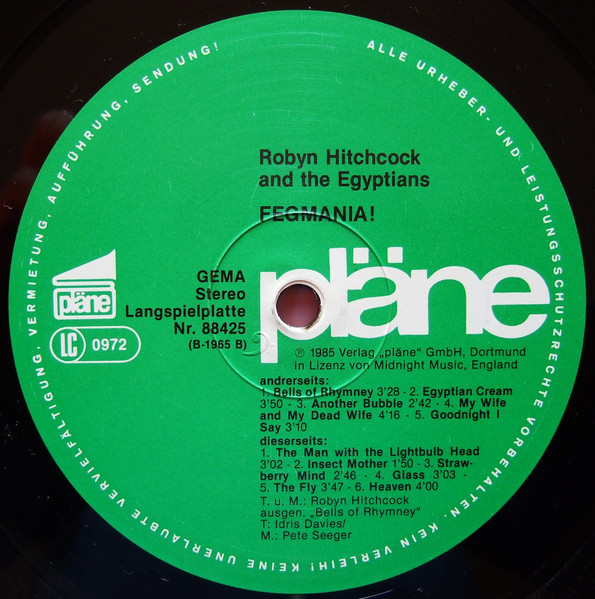 ALLE URHEBER- UND LEISTUNGSSCHUTZRECHTE VORBEHALTEN. KEIN VERLEIH! KEINE UNERLAUBTE VERVIELFÄLTIGUNG, VERMIETUNG, AUFFÜHRUNG, SENDUNG!
Robyn Hitchcock
and the Egyptians
FEGMANIA!
pläne
LC 0972
GEMA
Stereo
Langspielplatte
Nr. 88425
(B-1965 B)
pläne
℗ 1985 Verlag „pläne" GmbH, Dortmund
in Lizenz von Midnight Music, England
andrerseits:
1. Bells of Rhymney 3'28 - 2. Egyptian Cream
3'50 - 3. Another Bubble 2'42 - 4. My Wife
and My Dead Wife 4'16 - 5. Goodnight I
Say 3'10
dieserseits:
1. The Man with the Lightbulb Head
3'02 - 2. Insect Mother 1'50 - 3. Straw-
berry Mind 2'46 - 4. Glass 3'03 -
5. The Fly 3'47 - 6. Heaven 4'00
T. u. M.: Robyn Hitchcock
ausgen. „Bells of Rhymney"
T: Idris Davies/
M.: Pete Seeger